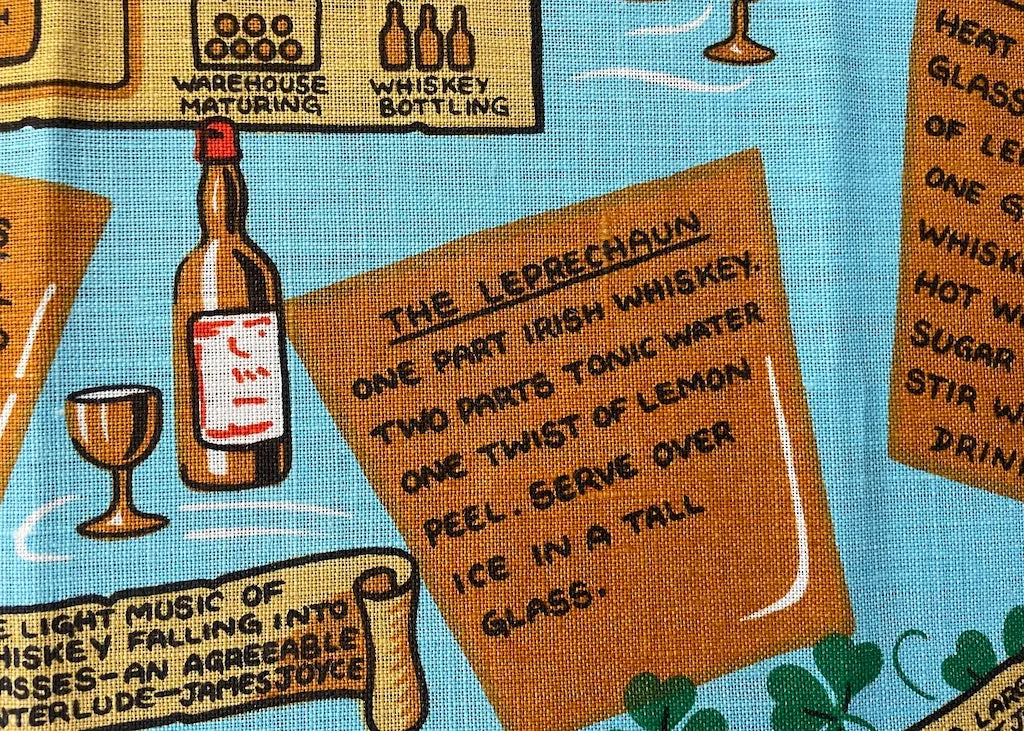 WAREHOUSE
MATURING
WHISKEY
BOTTLING
THE LEPRECHAUN
ONE PART IRISH WHISKEY.
TWO PARTS TONIC WATER
ONE TWIST OF LEMON
PEEL. SERVE OVER
ICE IN A TALL
GLASS.
LIGHT MUSIC OF
FALLING INTO
AN AGREEABLE
JAMES JOYCE
HEAT
GLASS
OF
ONE
HOT
SUGAR
STIR